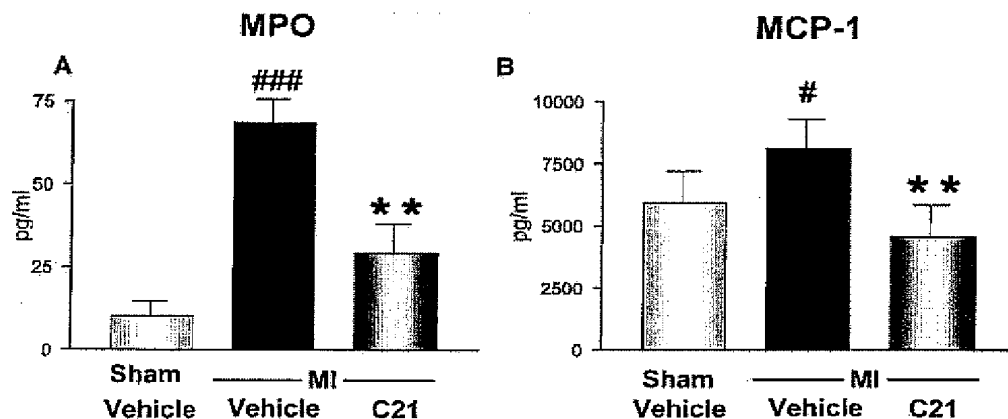 MPO
A
###
75
50
25
0
pg/ml
* *
Sham
MI
Vehicle
Vehicle
C21
MCP-1
B
#
10000
7500
5000
2500
0
pg/ml
* *
Sham
MI
Vehicle
Vehicle
C21